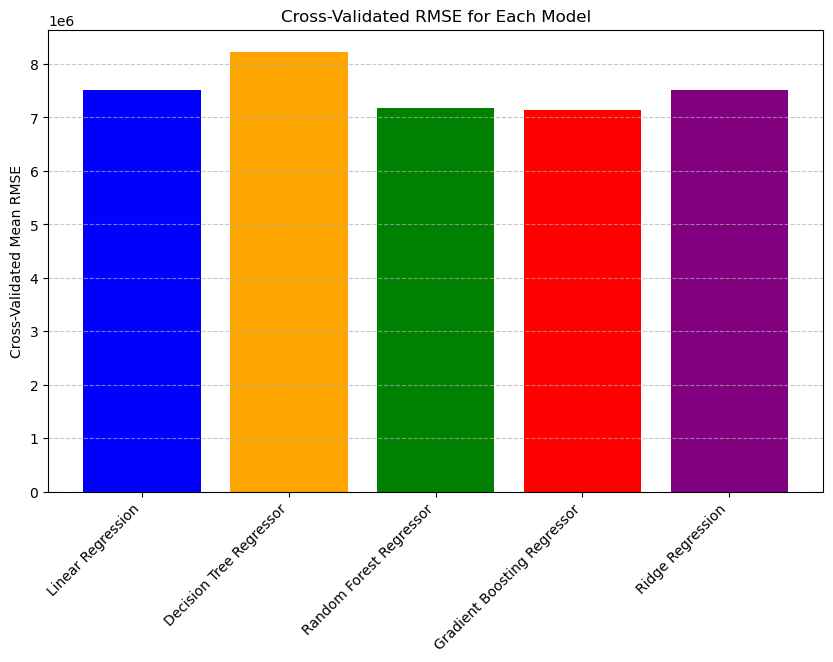 Cross-Validated RMSE for Each Model
1e6
8
7
6
5
4
3
2
1
0
Cross-Validated Mean RMSE
Linear Regression
Decision Tree Regressor
Random Forest Regressor
Gradient Boosting Regressor
Ridge Regression